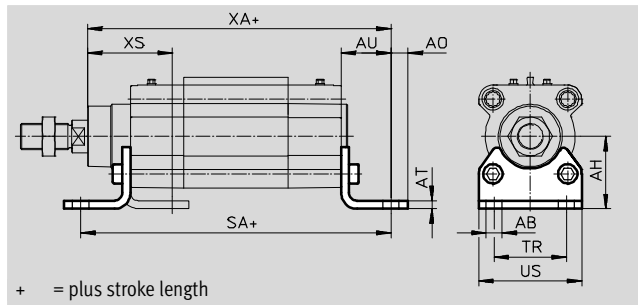 XA+
XS
AU
AO
AT
AH
AB
SA+
TR
US
+ = plus stroke length